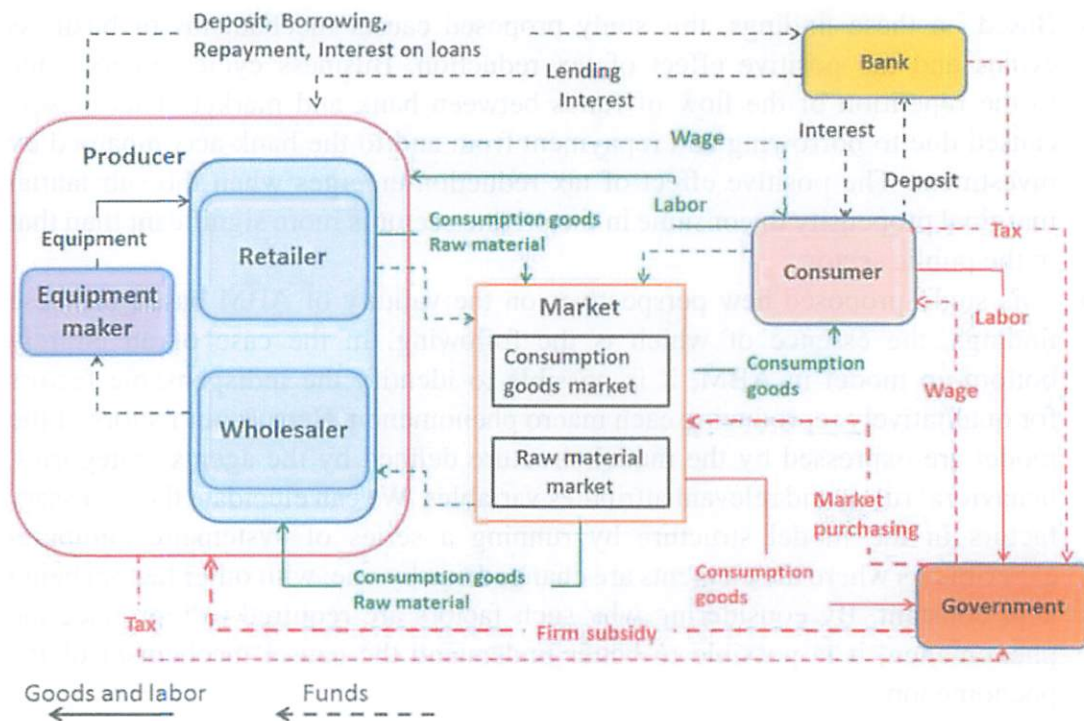 Deposit, Borrowing,
Repayment, Interest on loans
Bank
Lending
Interest
Wage
Interest
Producer
Deposit
Labor
Tax
Equipment
Consumption goods
Raw material
Retailer
Consumer
Equipment
maker
Market
Labor
Consumption
goods market
Consumption
goods
Wage
Wholesaler
Raw material
market
Market
purchasing
Consumption goods
Raw material
Consumption
goods
Government
Tax
Firm subsidy
Goods and labor
Funds